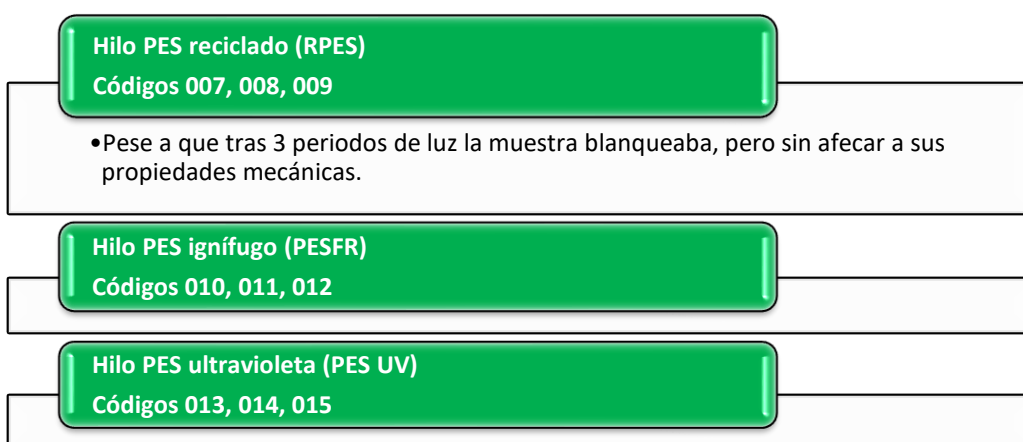 Hilo PES reciclado (RPES)
Códigos 007, 008, 009
•Pese a que tras 3 periodos de luz la muestra blanqueaba, pero sin afecar a sus
propiedades mecánicas.
Hilo PES ignífugo (PESFR)
Códigos 010, 011, 012
Hilo PES ultravioleta (PES UV)
Códigos 013, 014, 015